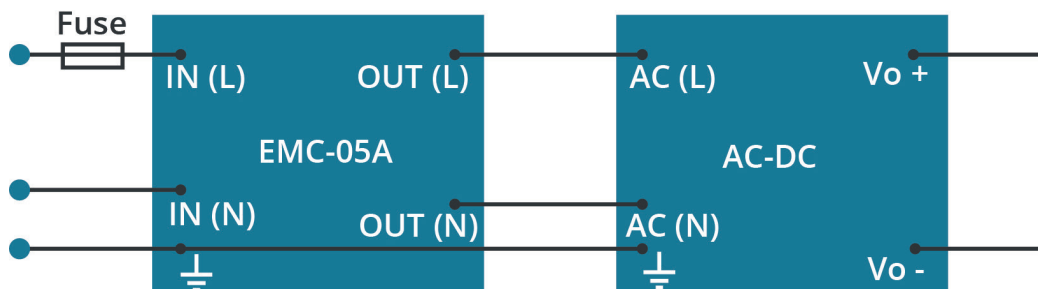 Fuse
IN (L)
OUT (L)
AC (L)
Vo +
EMC-05A
AC-DC
IN (N)
OUT (N)
AC (N)
Vo -